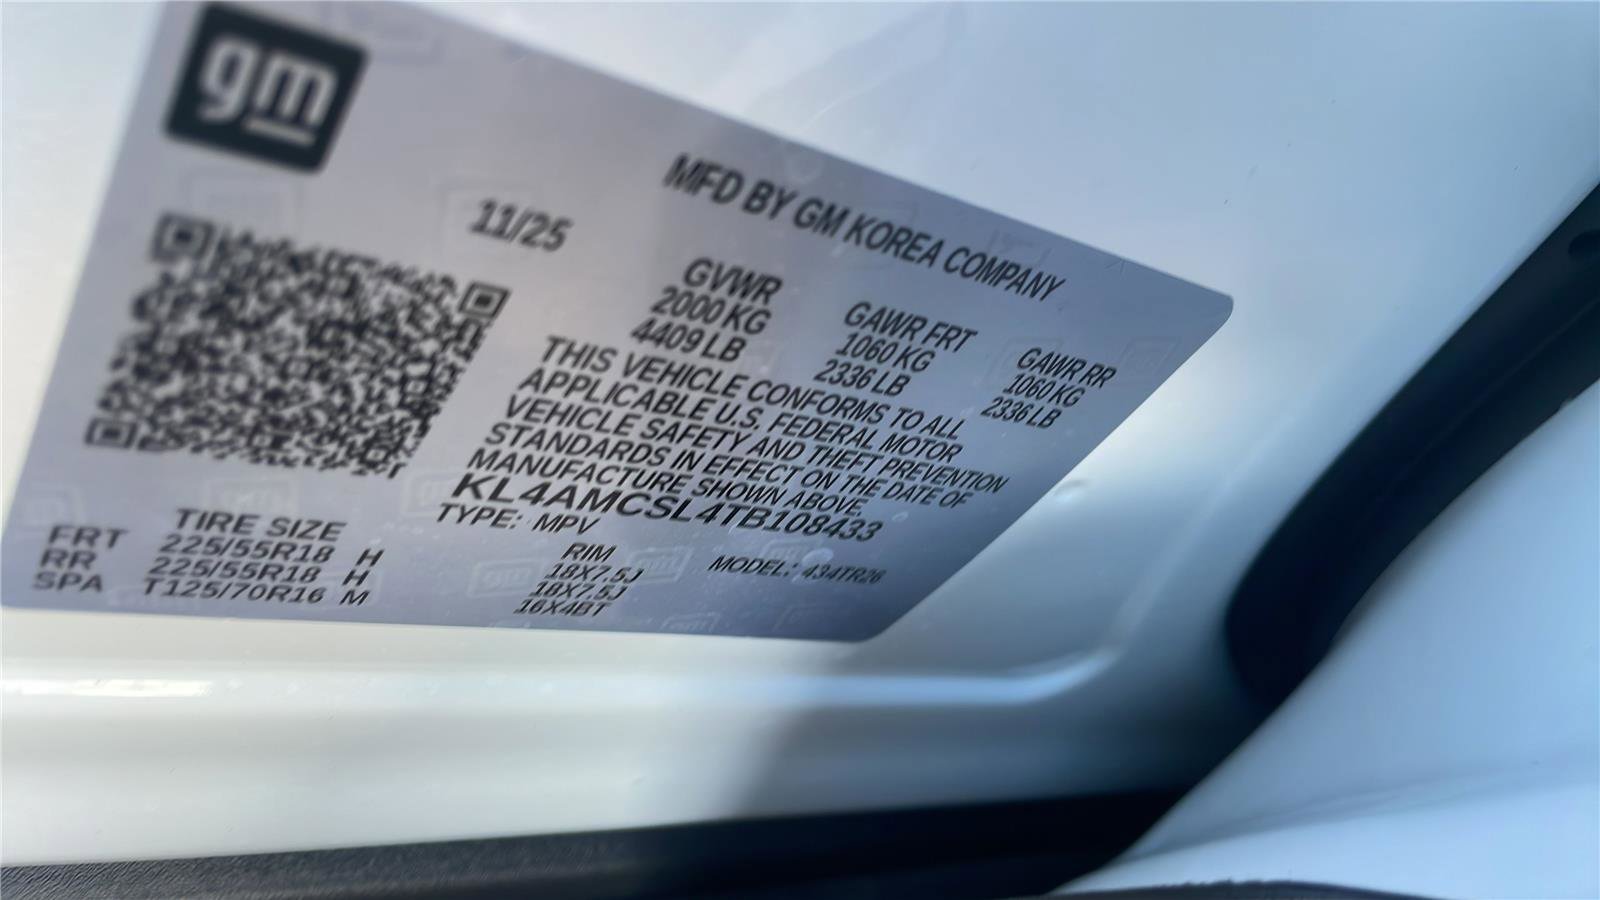 gm
MFD BY GM KOREA COMPANY
11/25
GVWR GAWR FRT GAWR RR
2000 KG 1060 KG 1060 KG
4409 LB 2336 LB 2336 LB
THIS VEHICLE CONFORMS TO ALL
APPLICABLE U.S. FEDERAL MOTOR
VEHICLE SAFETY AND THEFT PREVENTION
STANDARDS IN EFFECT ON THE DATE OF
MANUFACTURE SHOWN ABOVE.
KL4AMCSL4TB108433
TYPE: MPV MODEL: 434TR26
TIRE SIZE RIM
FRT 225/55R18 H 18X7.5J
RR 225/55R18 H 18X7.5J
SPA T125/70R16 M 16X4BT